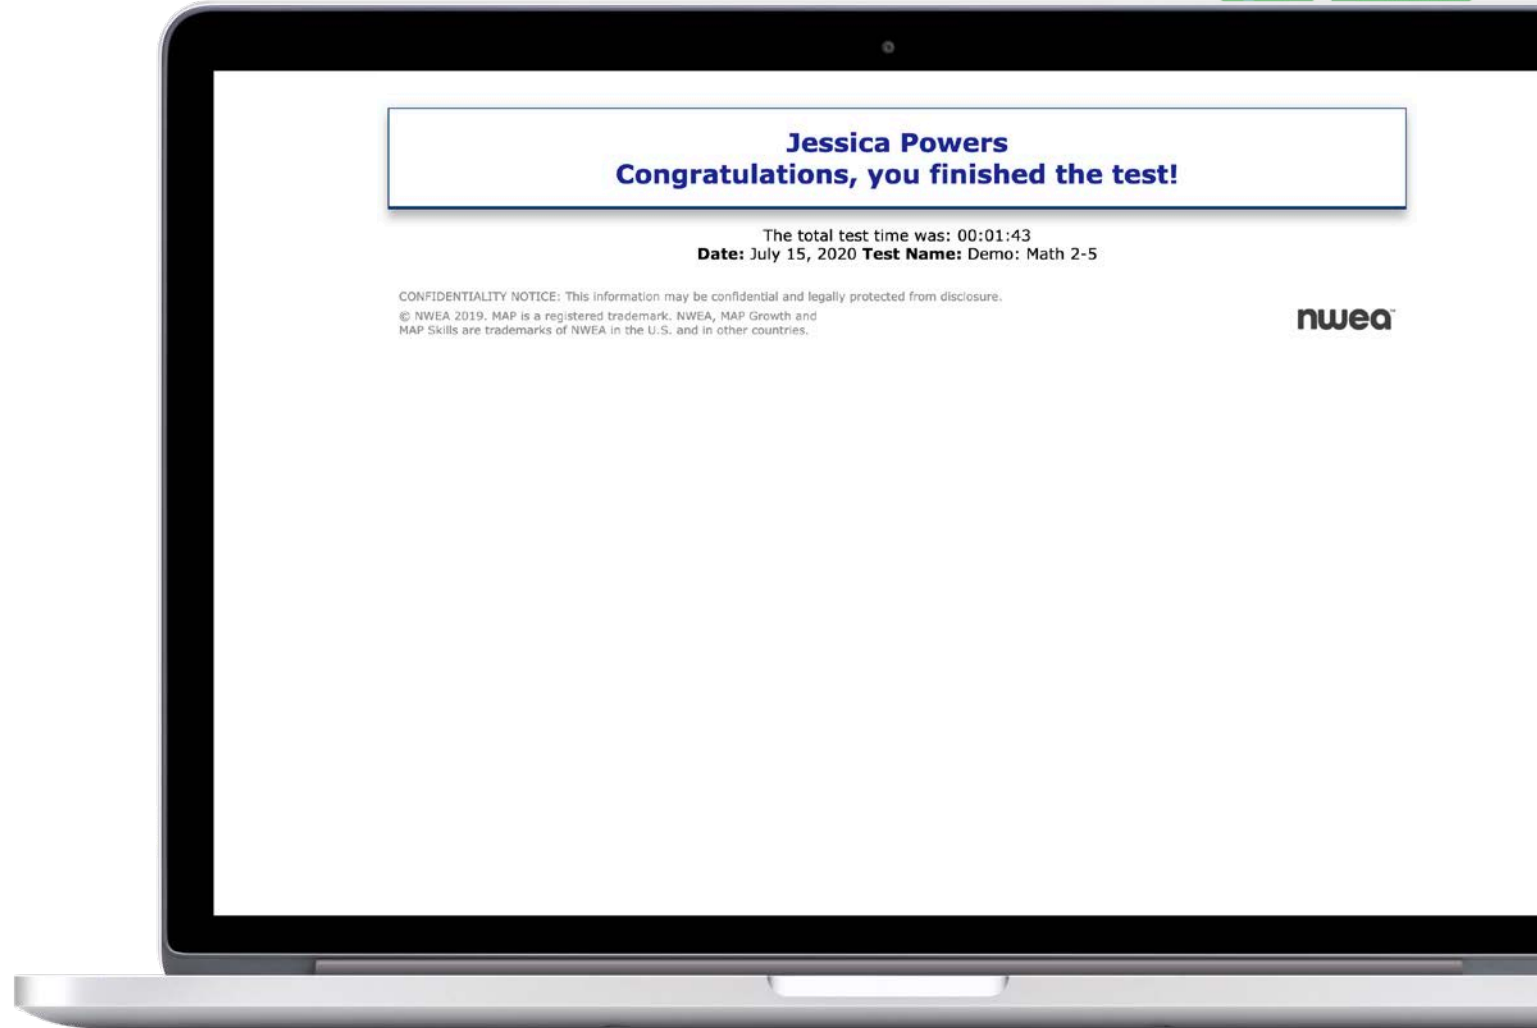 Jessica Powers
Congratulations, you finished the test!
The total test time was: 00:01:43
Date: July 15, 2020 Test Name: Demo: Math 2-5
CONFIDENTIALITY NOTICE: This information may be confidential and legally protected from disclosure.
© NWEA 2019. MAP is a registered trademark. NWEA, MAP Growth and
MAP Skills are trademarks of NWEA in the U.S. and in other countries.
nwea